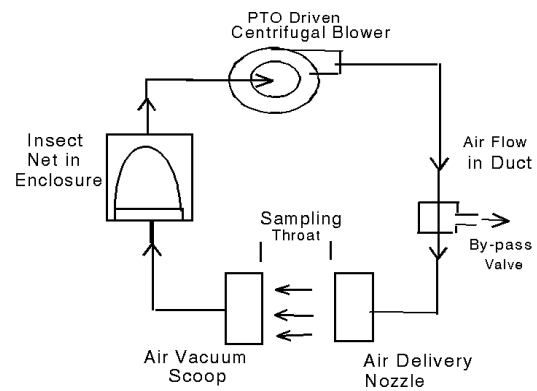 PTO Driven
Centrifugal Blower
Insect
Net in
Enclosure
Air Flow
in Duct
Sampling
Throat
By-pass
Valve
Air Vacuum
Scoop
Air Delivery
Nozzle